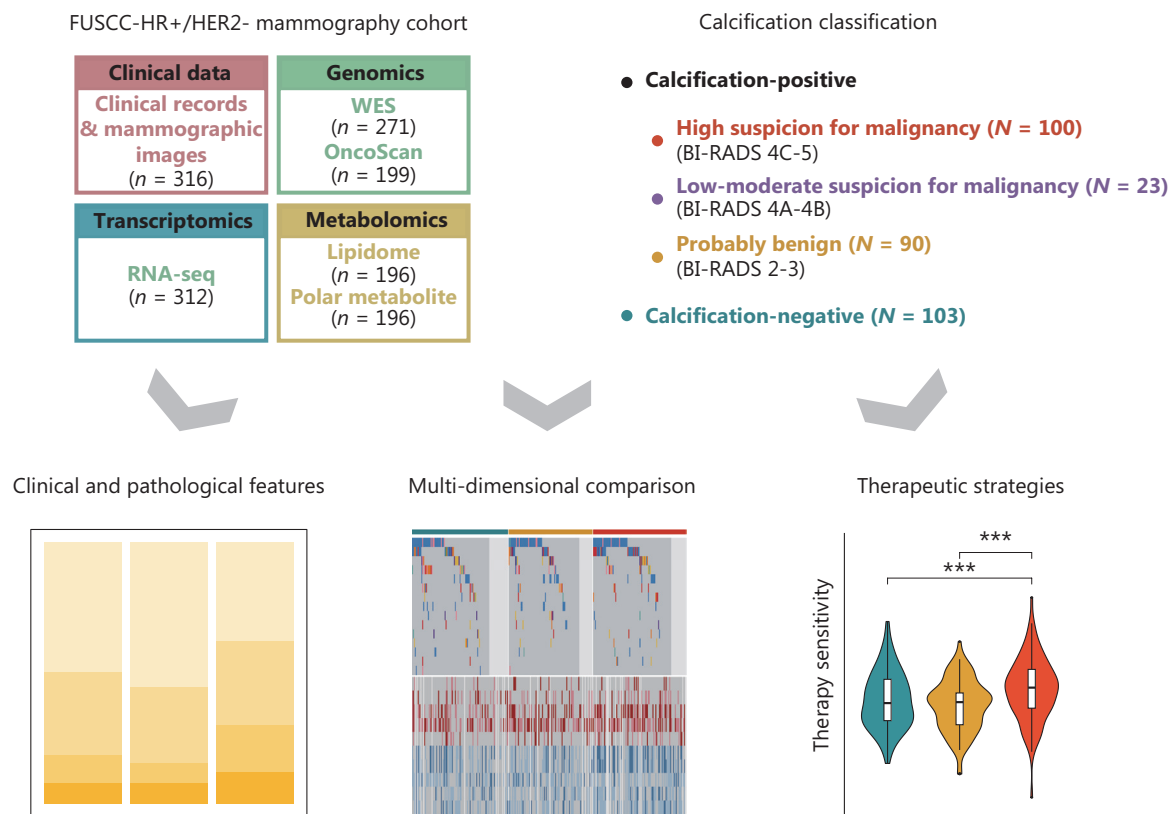 FUSCC-HR+/HER2- mammography cohort
Clinical data
Clinical records
& mammographic
images
(n = 316)
Genomics
WES
(n = 271)
OncoScan
(n = 199)
Transcriptomics
RNA-seq
(n = 312)
Metabolomics
Lipidome
(n = 196)
Polar metabolite
(n = 196)
Calcification classification
• Calcification-positive
• High suspicion for malignancy (N = 100)
(BI-RADS 4C-5)
• Low-moderate suspicion for malignancy (N = 23)
(BI-RADS 4A-4B)
• Probably benign (N = 90)
(BI-RADS 2-3)
• Calcification-negative (N = 103)
Clinical and pathological features
Multi-dimensional comparison
Therapeutic strategies
Therapy sensitivity
***
***